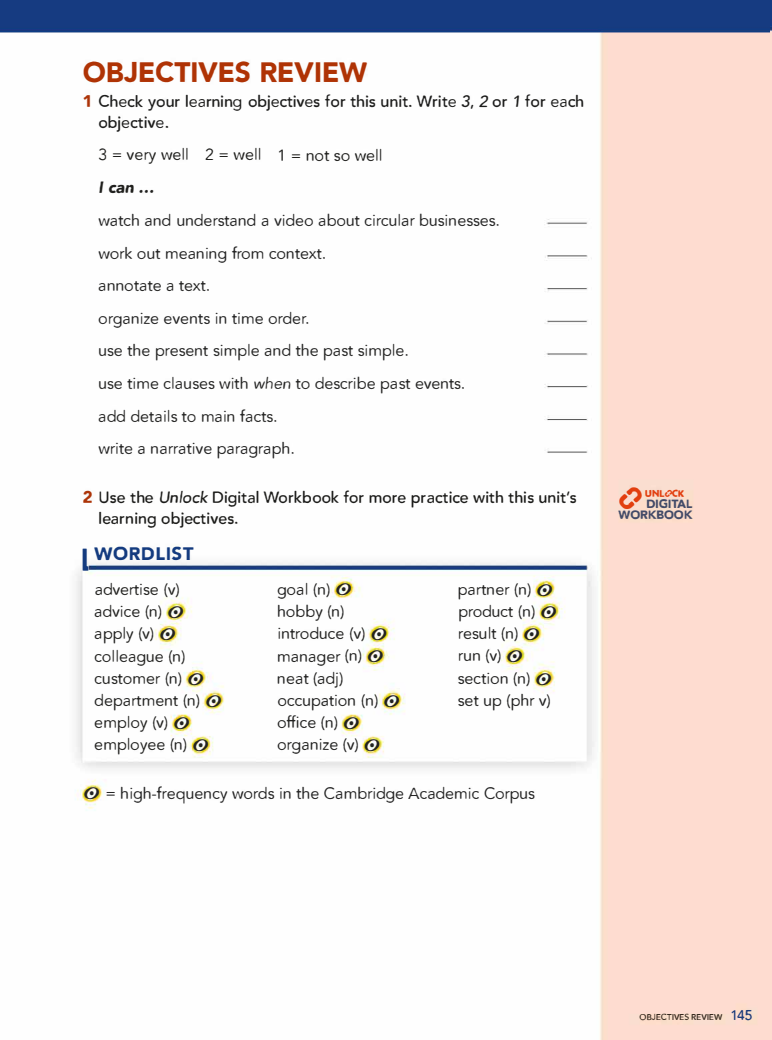 OBJECTIVES REVIEW
1 Check your learning objectives for this unit. Write 3, 2 or 1 for each
objective.
3 = very well 2 = well 1 = not so well
I can ...
watch and understand a video about circular businesses.
work out meaning from context.
annotate a text.
organize events in time order.
use the present simple and the past simple.
use time clauses with when to describe past events.
add details to main facts.
write a narrative paragraph.
2 Use the Unlock Digital Workbook for more practice with this unit's
learning objectives.
UNLOCK
DIGITAL
WORKBOOK
WORDLIST
advertise (v)
advice (n)
apply (v)
colleague (n)
customer (n)
department (n)
employ (v)
employee (n)
goal (n)
hobby (n)
introduce (v)
manager (n)
neat (adj)
occupation (n)
office (n)
organize (v)
partner (n)
product (n)
result (n)
run (v)
section (n)
set up (phr v)
= high-frequency words in the Cambridge Academic Corpus
OBJECTIVES REVIEW 145